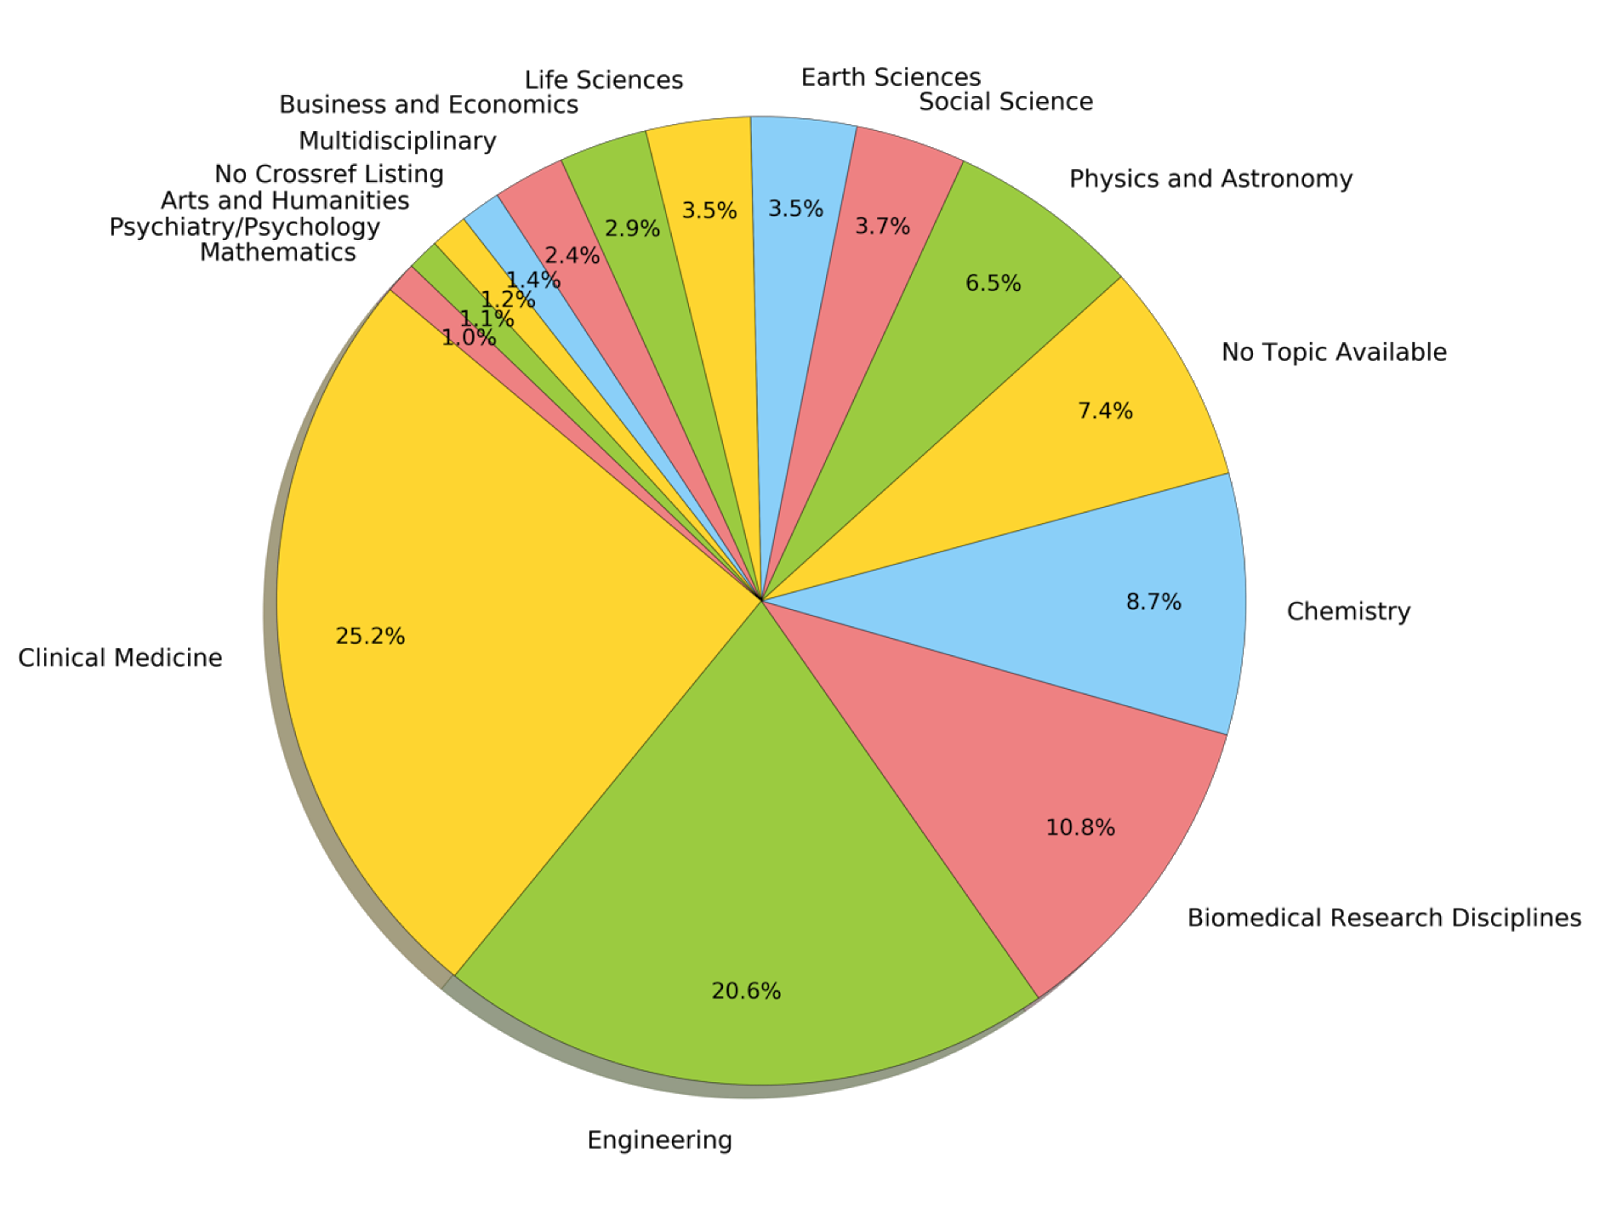 Life Sciences
Earth Sciences
Business and Economics
Social Science
Multidisciplinary
No Crossref Listing
Physics and Astronomy
Arts and Humanities
Psychiatry/Psychology
Mathematics
3.5%
3.5%
2.9%
3.7%
2.4%
1.4%
6.5%
1.2%
1.1%
1.0%
No Topic Available
7.4%
8.7%
Chemistry
25.2%
Clinical Medicine
10.8%
Biomedical Research Disciplines
20.6%
Engineering